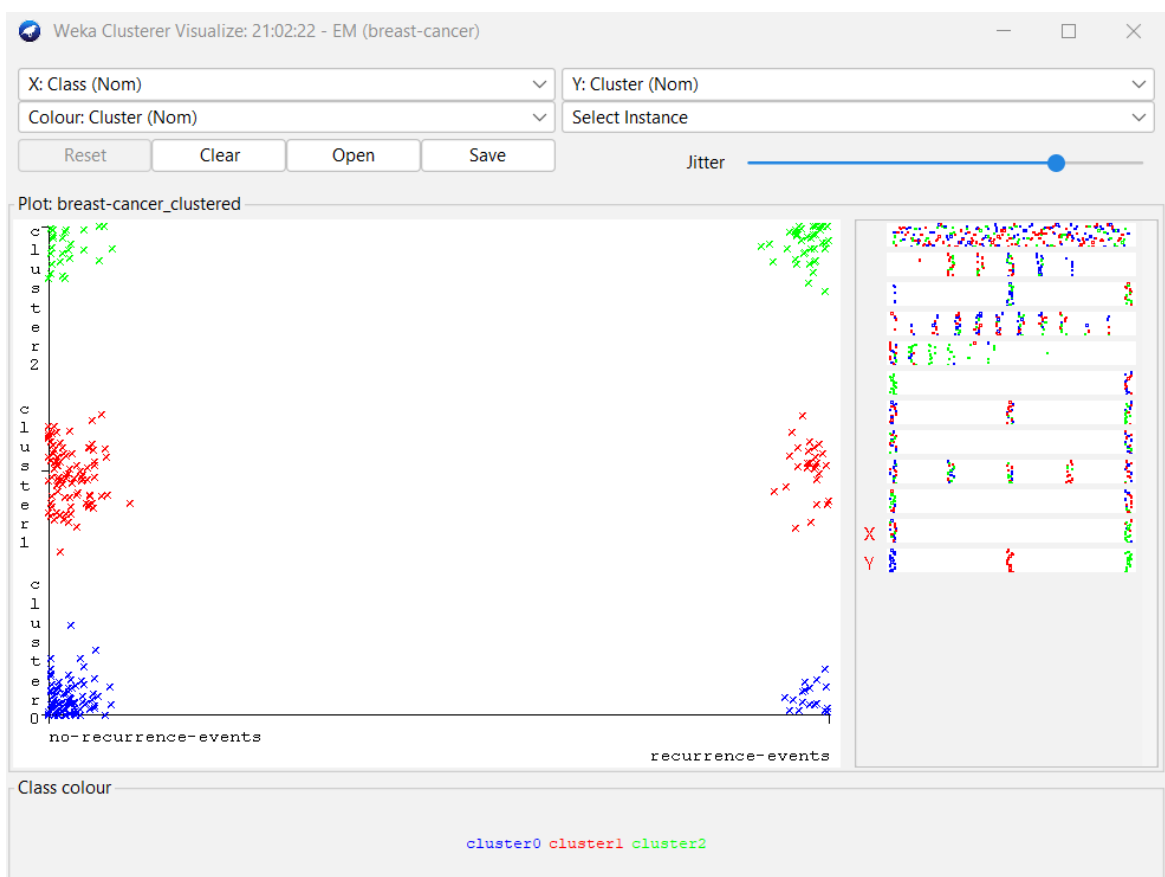 Weka Clusterer Visualize: 21:02:22 - EM (breast-cancer)
X: Class (Nom)
Y: Cluster (Nom)
Colour: Cluster (Nom)
Select Instance
Reset
Clear
Open
Save
Jitter
Plot: breast-cancer_clustered
cluster2
cluster1
cluster0
no-recurrence-events
recurrence-events
X
Y
Class colour
cluster0 cluster1 cluster2